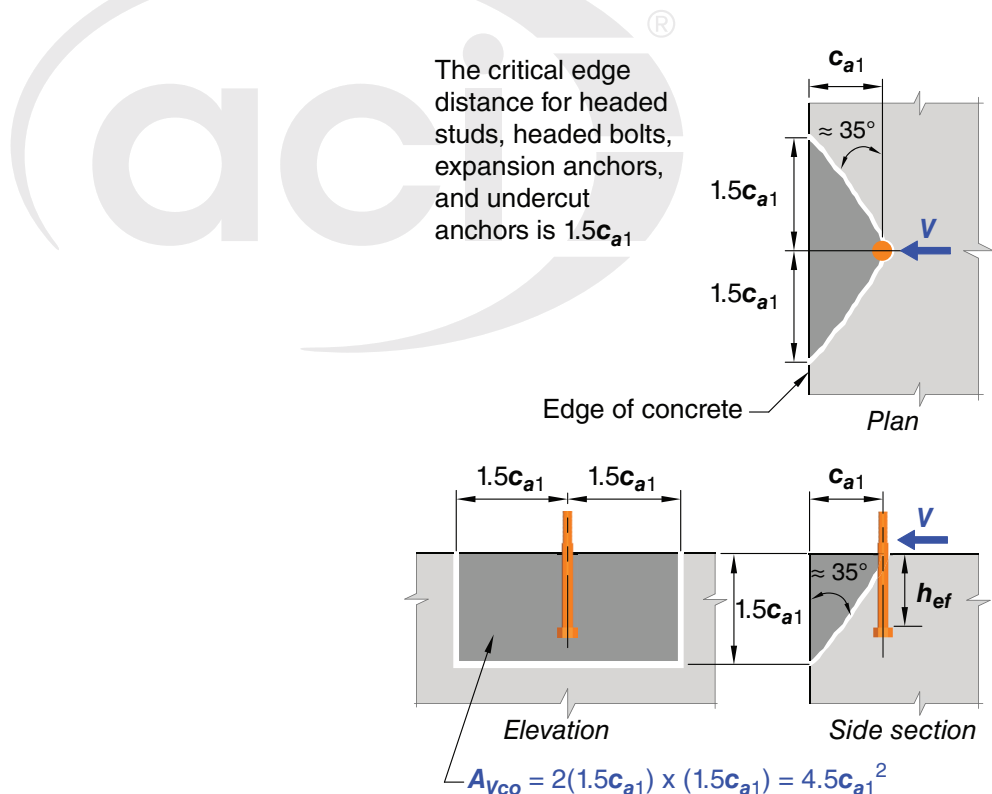 aci
®
The critical edge
distance for headed
studs, headed bolts,
expansion anchors,
and undercut
anchors is 1.5ca1
ca1
≈ 35°
1.5ca1
V
1.5ca1
Edge of concrete
Plan
1.5ca1 1.5ca1
ca1
V
≈ 35°
1.5ca1
hef
Elevation
Side section
AVco = 2(1.5ca1) x (1.5ca1) = 4.5ca1²